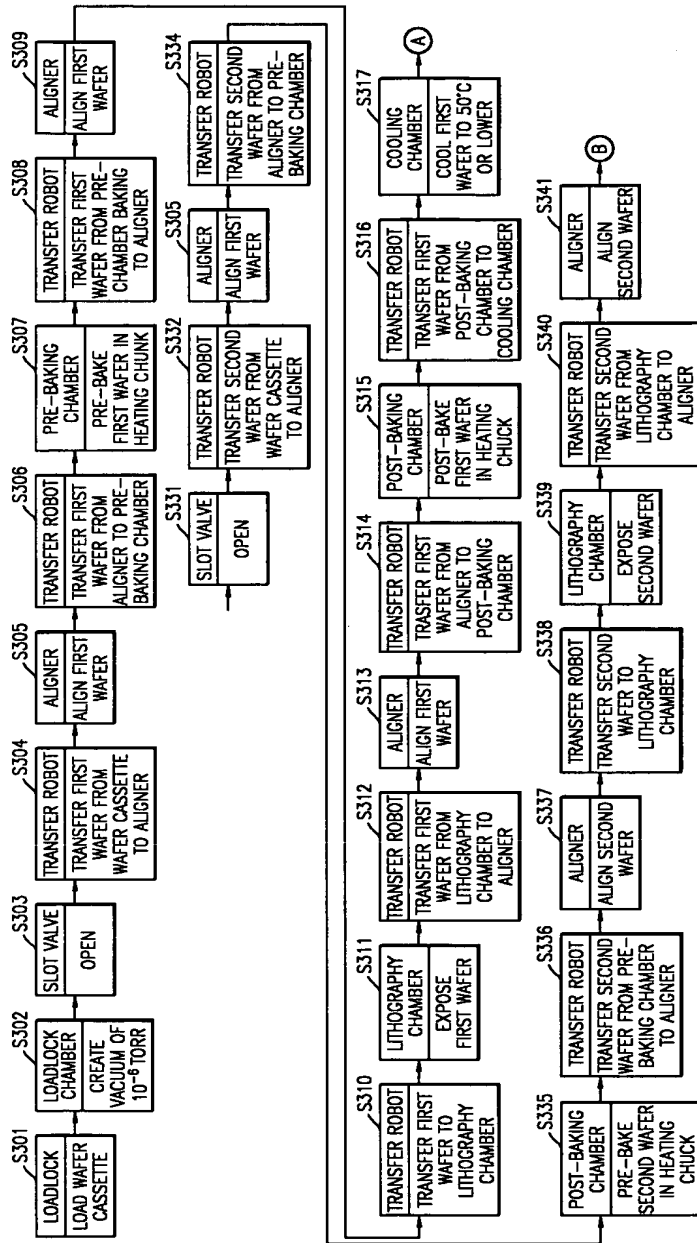 S301
LOADLOCK
LOAD WAFER
CASSETTE
S302
LOADLOCK
CHAMBER
CREATE
VACUUM OF
10⁻⁶ TORR
S303
SLOT VALVE
OPEN
S304
TRANSFER ROBOT
TRANSFER FIRST
WAFER FROM
WAFER CASSETTE
TO ALIGNER
S305
ALIGNER
ALIGN FIRST
WAFER
S306
TRANSFER ROBOT
TRANSFER FIRST
WAFER FROM
ALIGNER TO PRE-
BAKING CHAMBER
S307
PRE-BAKING
CHAMBER
PRE-BAKE
FIRST WAFER IN
HEATING CHUNK
S308
TRANSFER ROBOT
TRANSFER FIRST
WAFER FROM PRE-
CHAMBER BAKING
TO ALIGNER
S309
ALIGNER
ALIGN FIRST
WAFER
S331
SLOT VALVE
OPEN
S332
TRANSFER ROBOT
TRANSFER SECOND
WAFER FROM
WAFER CASSETTE
TO ALIGNER
S305
ALIGNER
ALIGN FIRST
WAFER
S334
TRANSFER ROBOT
TRANSFER SECOND
WAFER FROM
ALIGNER TO PRE-
BAKING CHAMBER
S310
TRANSFER ROBOT
TRANSFER FIRST
WAFER TO
LITHOGRAPHY
CHAMBER
S311
LITHOGRAPHY
CHAMBER
EXPOSE
FIRST WAFER
S312
TRANSFER ROBOT
TRANSFER FIRST
WAFER FROM
LITHOGRAPHY
CHAMBER TO
ALIGNER
S313
ALIGNER
ALIGN FIRST
WAFER
S314
TRANSFER ROBOT
TRASFER FIRST
WAFER FROM
ALIGNER TO
POST-BAKING
CHAMBER
S315
POST-BAKING
CHAMBER
POST-BAKE
FIRST WAFER
IN HEATING
CHUCK
S316
TRANSFER ROBOT
TRANSFER FIRST
WAFER FROM
POST-BAKING
CHAMBER TO
COOLING CHAMBER
S317
COOLING
CHAMBER
COOL FIRST
WAFER TO 50°C
OR LOWER
A
S335
POST-BAKING
CHAMBER
PRE-BAKE
SECOND WAFER
IN HEATING
CHUCK
S336
TRANSFER ROBOT
TRANSFER SECOND
WAFER FROM PRE-
BAKING CHAMBER
TO ALIGNER
S337
ALIGNER
ALIGN SECOND
WAFER
S338
TRANSFER ROBOT
TRANSFER SECOND
WAFER TO
LITHOGRAPHY
CHAMBER
S339
LITHOGRAPHY
CHAMBER
EXPOSE
SECOND WAFER
S340
TRANSFER ROBOT
TRANSFER SECOND
WAFER FROM
LITHOGRAPHY
CHAMBER TO
ALIGNER
S341
ALIGNER
ALIGN
SECOND WAFER
B